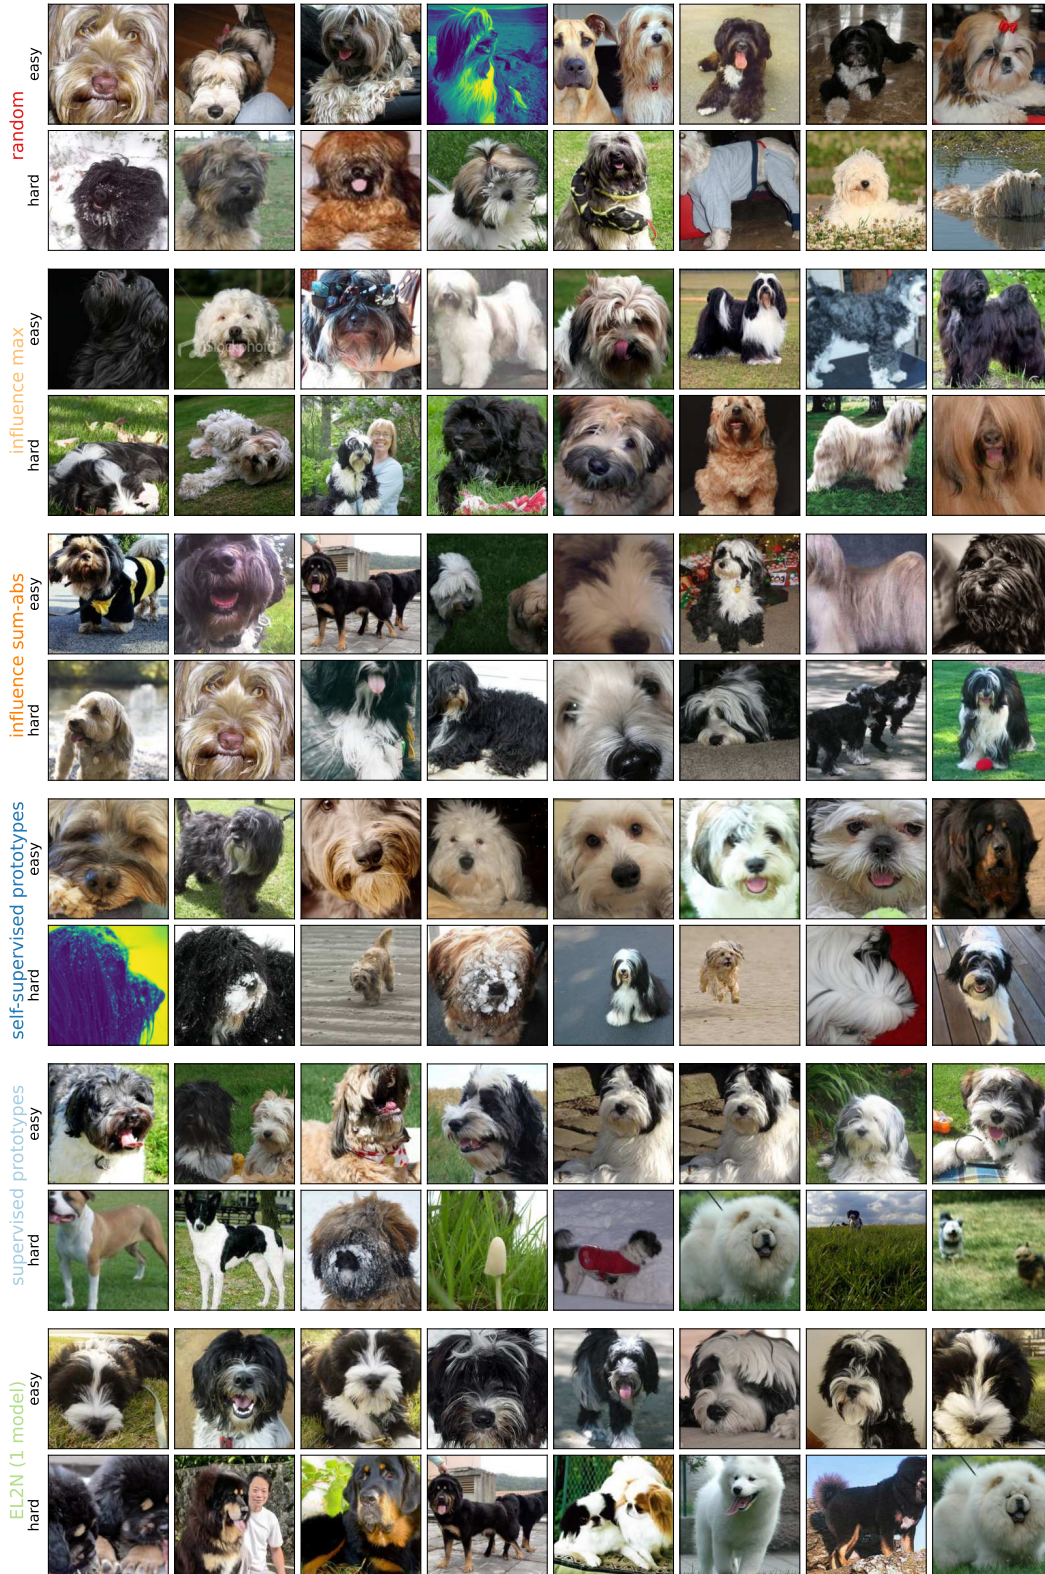 random
easy
hard
influence max
easy
hard
influence sum-abs
easy
hard
self-supervised prototypes
easy
hard
supervised prototypes
easy
hard
EL2N (1 model)
easy
hard